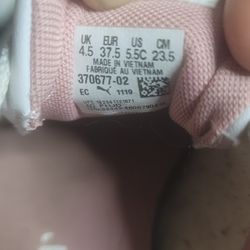 UK EUR US CM
4.5 37.5 5.5C 23.5
MADE IN VIETNAM
FABRIQUÉ AU VIETNAM
370677-02
EC 1119